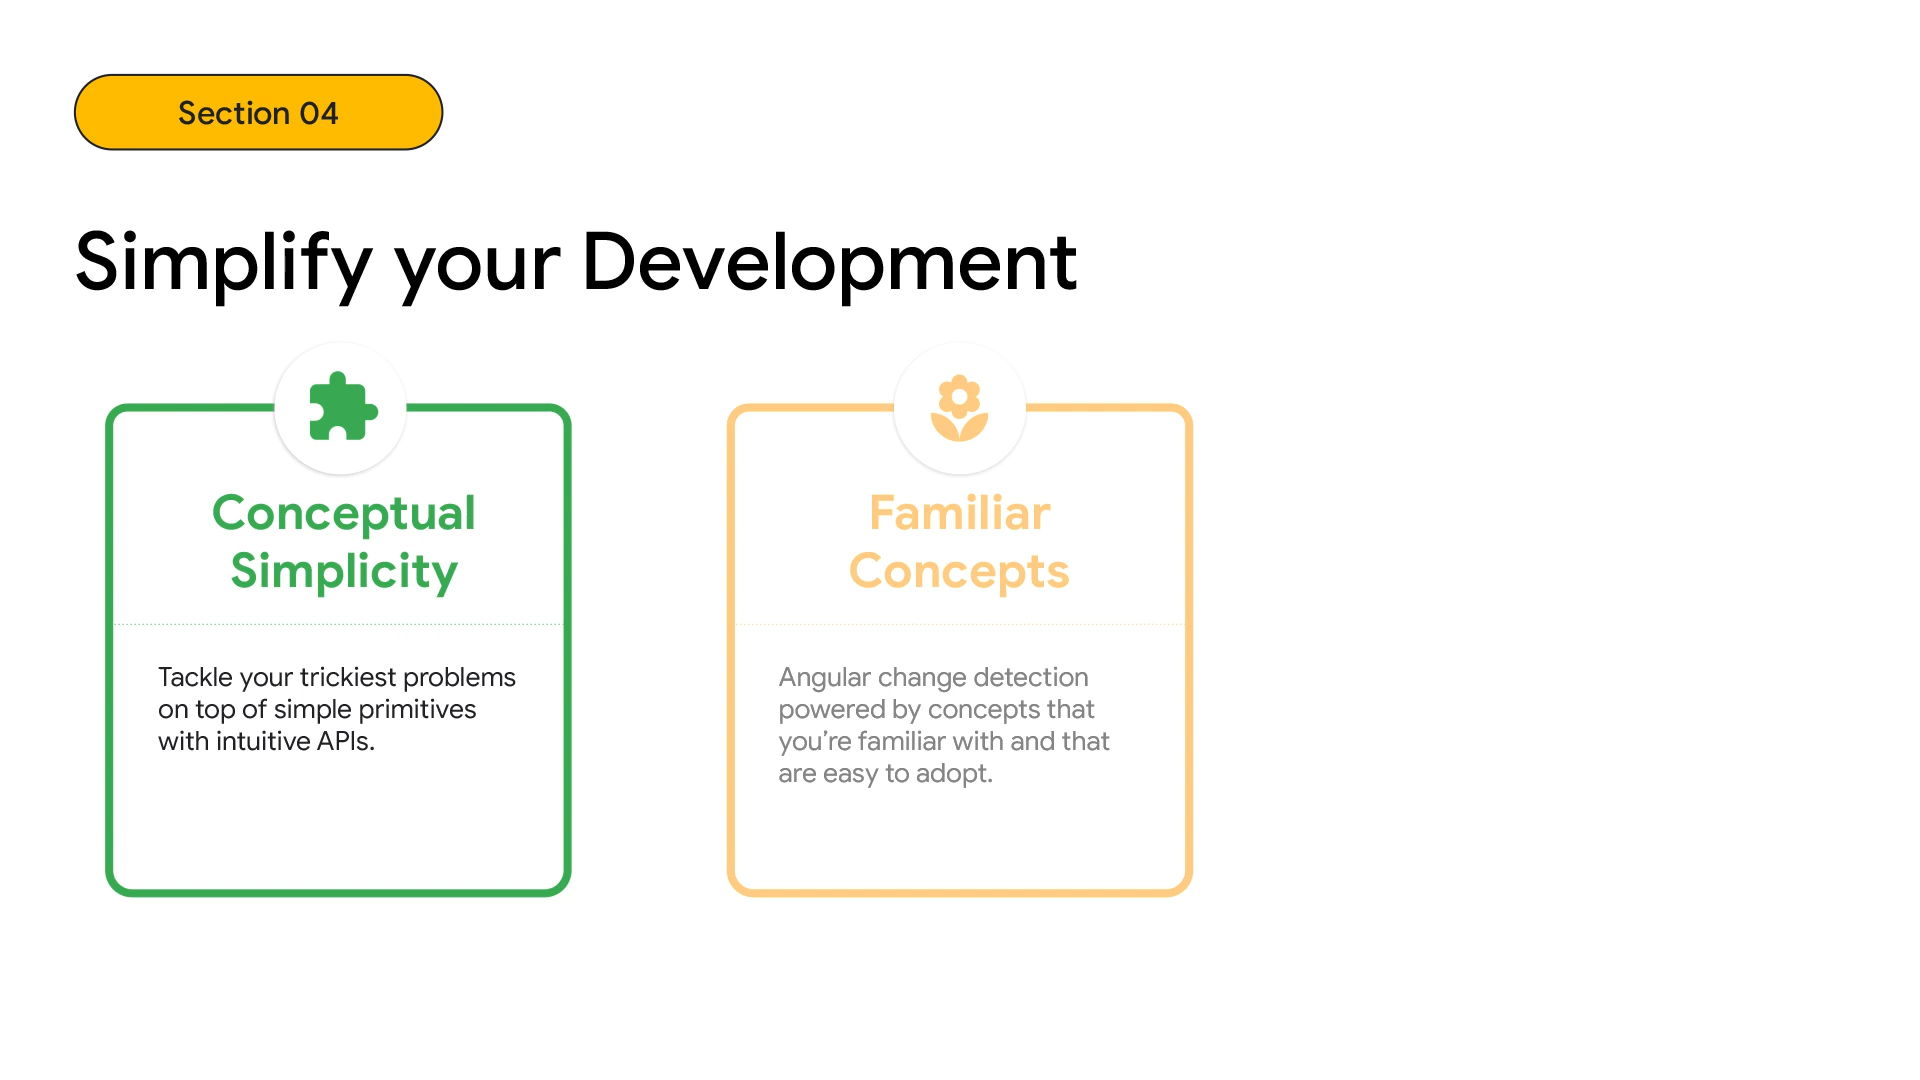 Section 04
Simplify your Development
Conceptual
Simplicity
Tackle your trickiest problems
on top of simple primitives
with intuitive APIs.
Familiar
Concepts
Angular change detection
powered by concepts that
you’re familiar with and that
are easy to adopt.